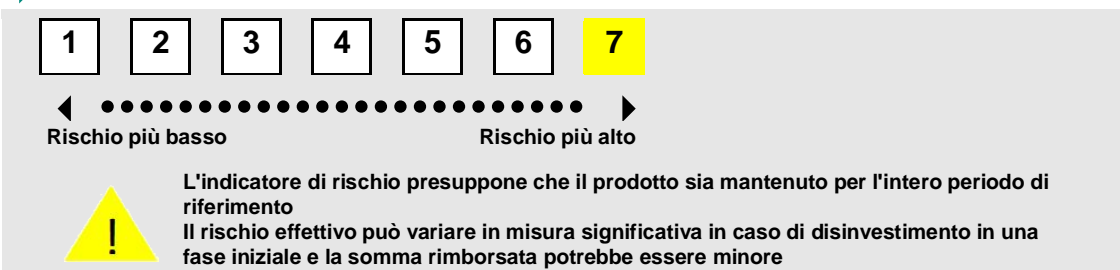 1 2 3 4 5 6 7
Rischio più basso Rischio più alto
L'indicatore di rischio presuppone che il prodotto sia mantenuto per l'intero periodo di
riferimento
Il rischio effettivo può variare in misura significativa in caso di disinvestimento in una
fase iniziale e la somma rimborsata potrebbe essere minore
!